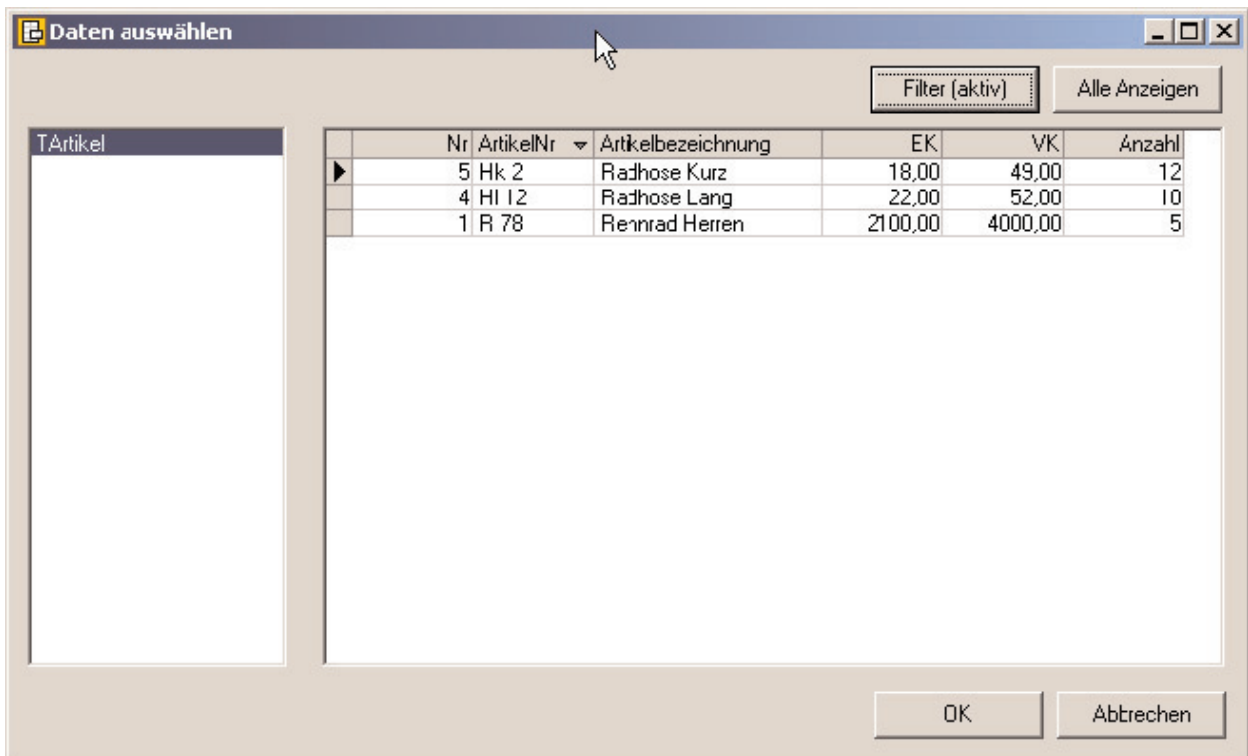 Daten auswählen
Filter (aktiv) Alle Anzeigen
TArtikel
Nr ArtikelNr Artikelbezeichnung EK VK Anzahl
5 Hk 2 Radhose Kurz 18,00 49,00 12
4 Hl 12 Radhose Lang 22,00 52,00 10
1 R 78 Rennrad Herren 2100,00 4000,00 5
OK Abbrechen